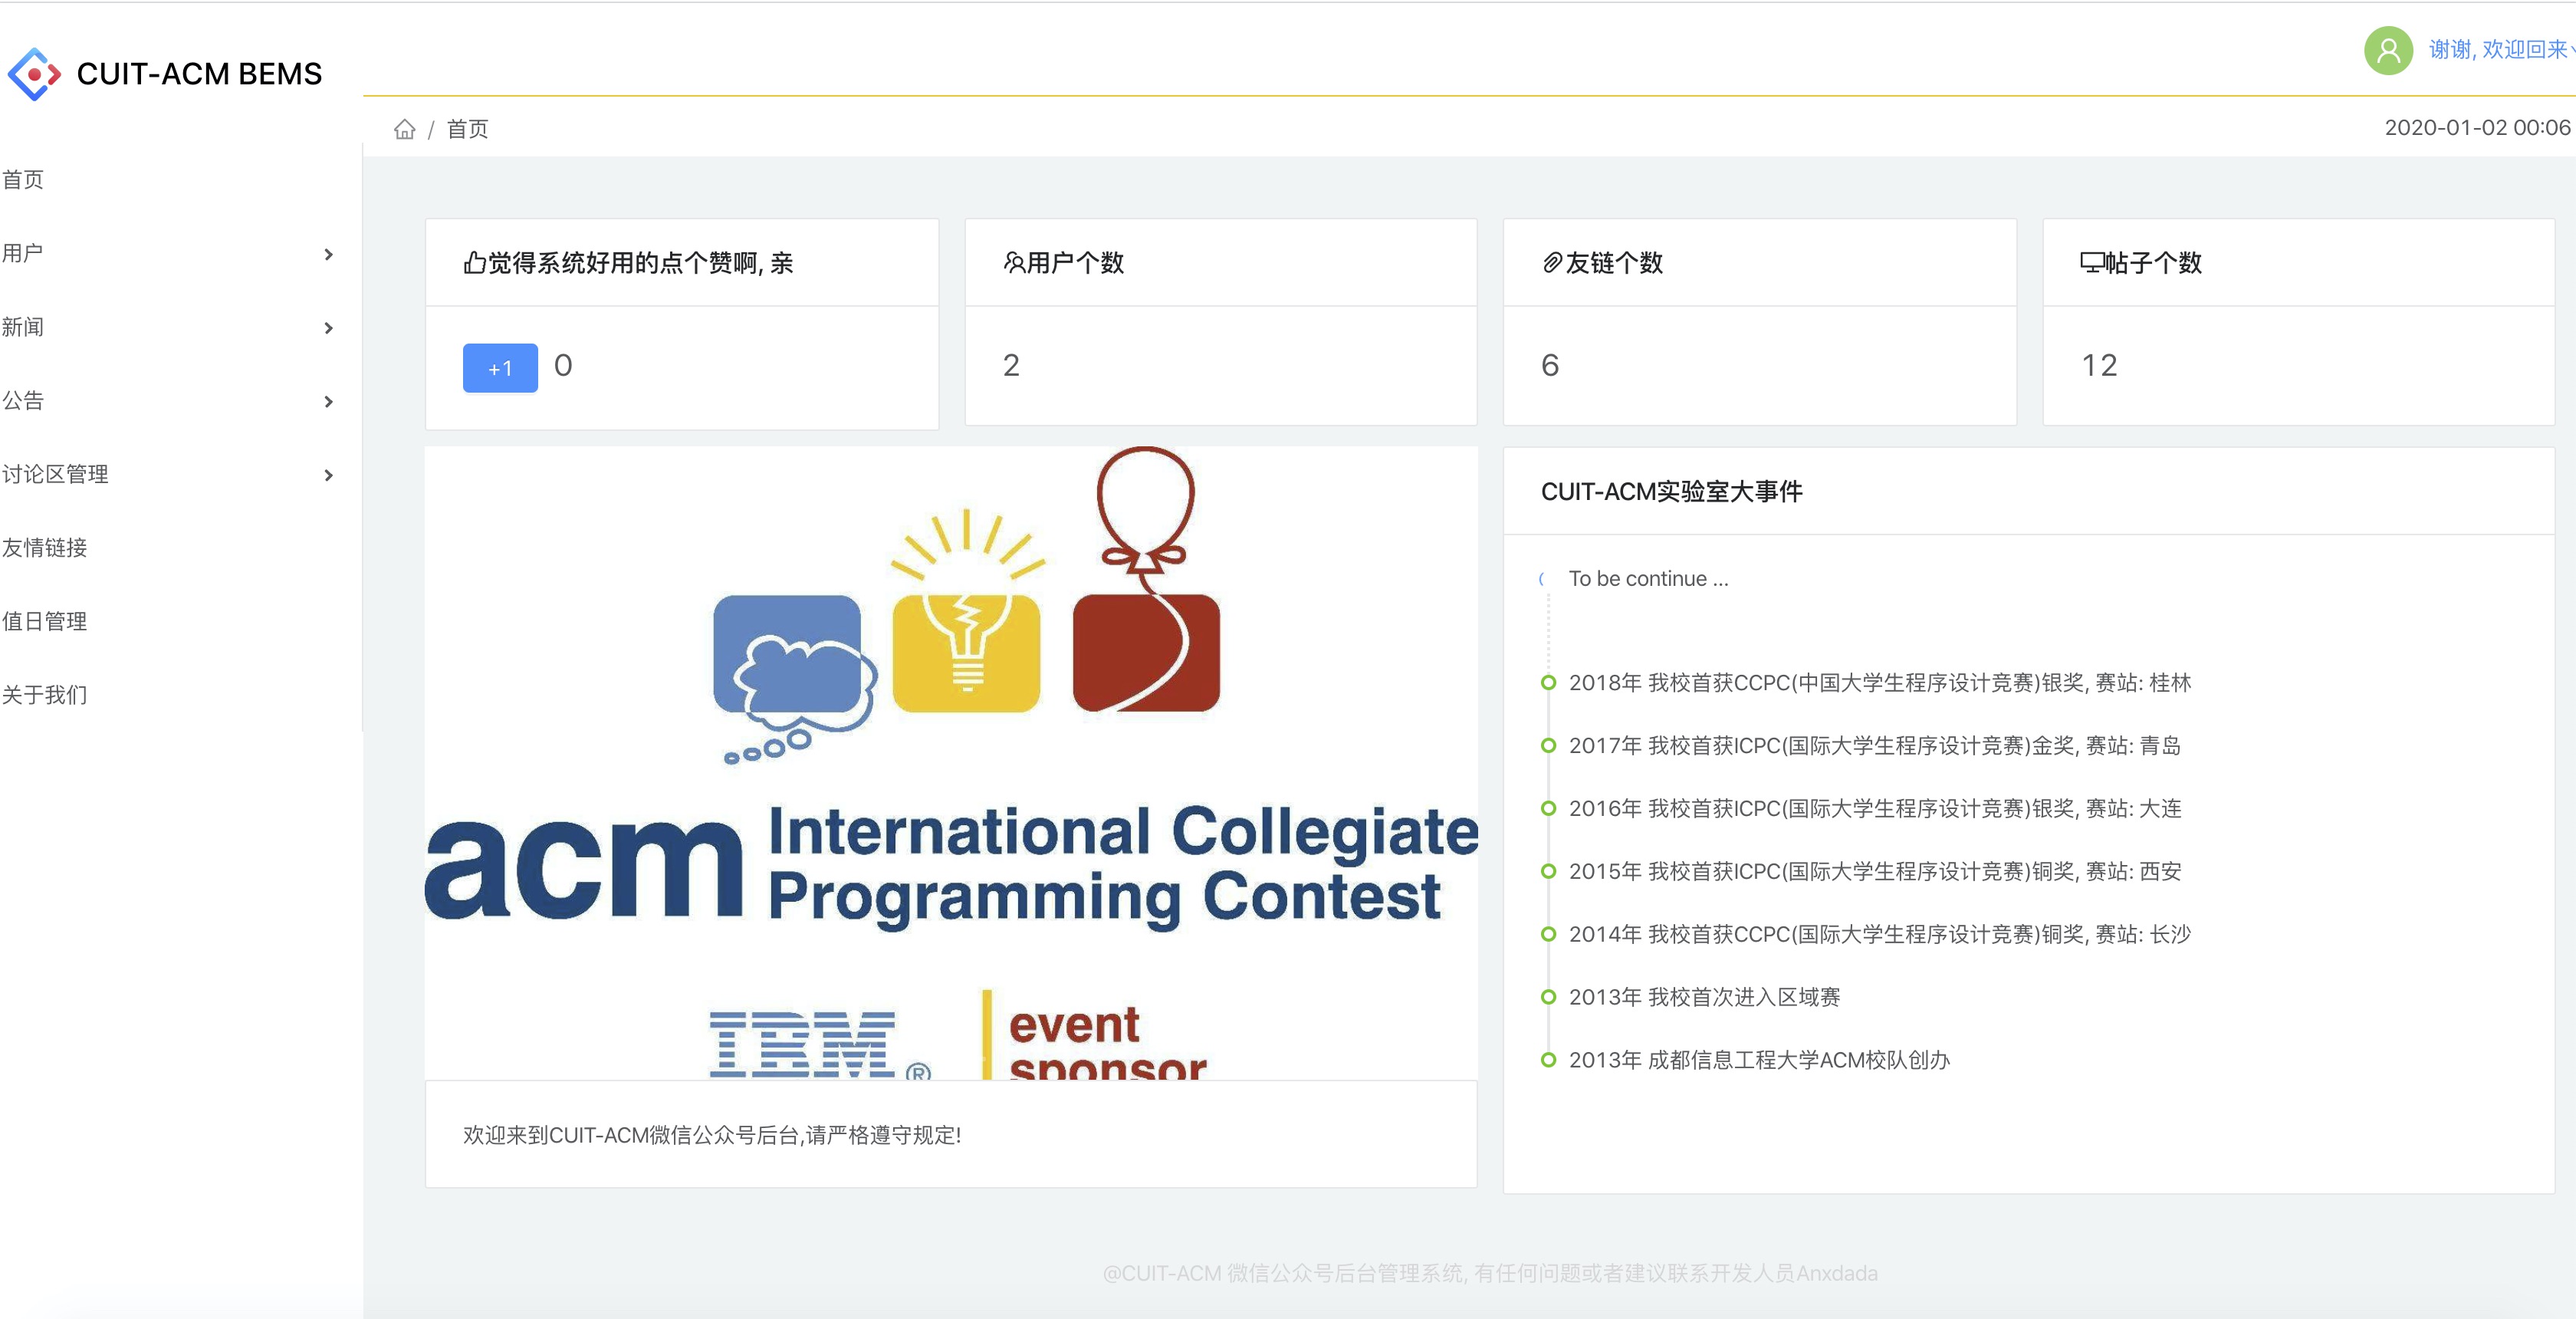 CUIT-ACM BEMS
谢谢, 欢迎回来
/ 首页
2020-01-02 00:06
首页
用户
新闻
公告
讨论区管理
友情链接
值日管理
关于我们
觉得系统好用的点个赞啊, 亲
+1 0
用户个数
2
友链个数
6
帖子个数
12
acm International Collegiate
Programming Contest
IBM®
event
sponsor
欢迎来到CUIT-ACM微信公众号后台,请严格遵守规定!
CUIT-ACM实验室大事件
To be continue ...
2018年 我校首获CCPC(中国大学生程序设计竞赛)银奖, 赛站: 桂林
2017年 我校首获ICPC(国际大学生程序设计竞赛)金奖, 赛站: 青岛
2016年 我校首获ICPC(国际大学生程序设计竞赛)银奖, 赛站: 大连
2015年 我校首获ICPC(国际大学生程序设计竞赛)铜奖, 赛站: 西安
2014年 我校首获CCPC(国际大学生程序设计竞赛)铜奖, 赛站: 长沙
2013年 我校首次进入区域赛
2013年 成都信息工程大学ACM校队创办
@CUIT-ACM 微信公众号后台管理系统, 有任何问题或者建议联系开发人员Anxdada